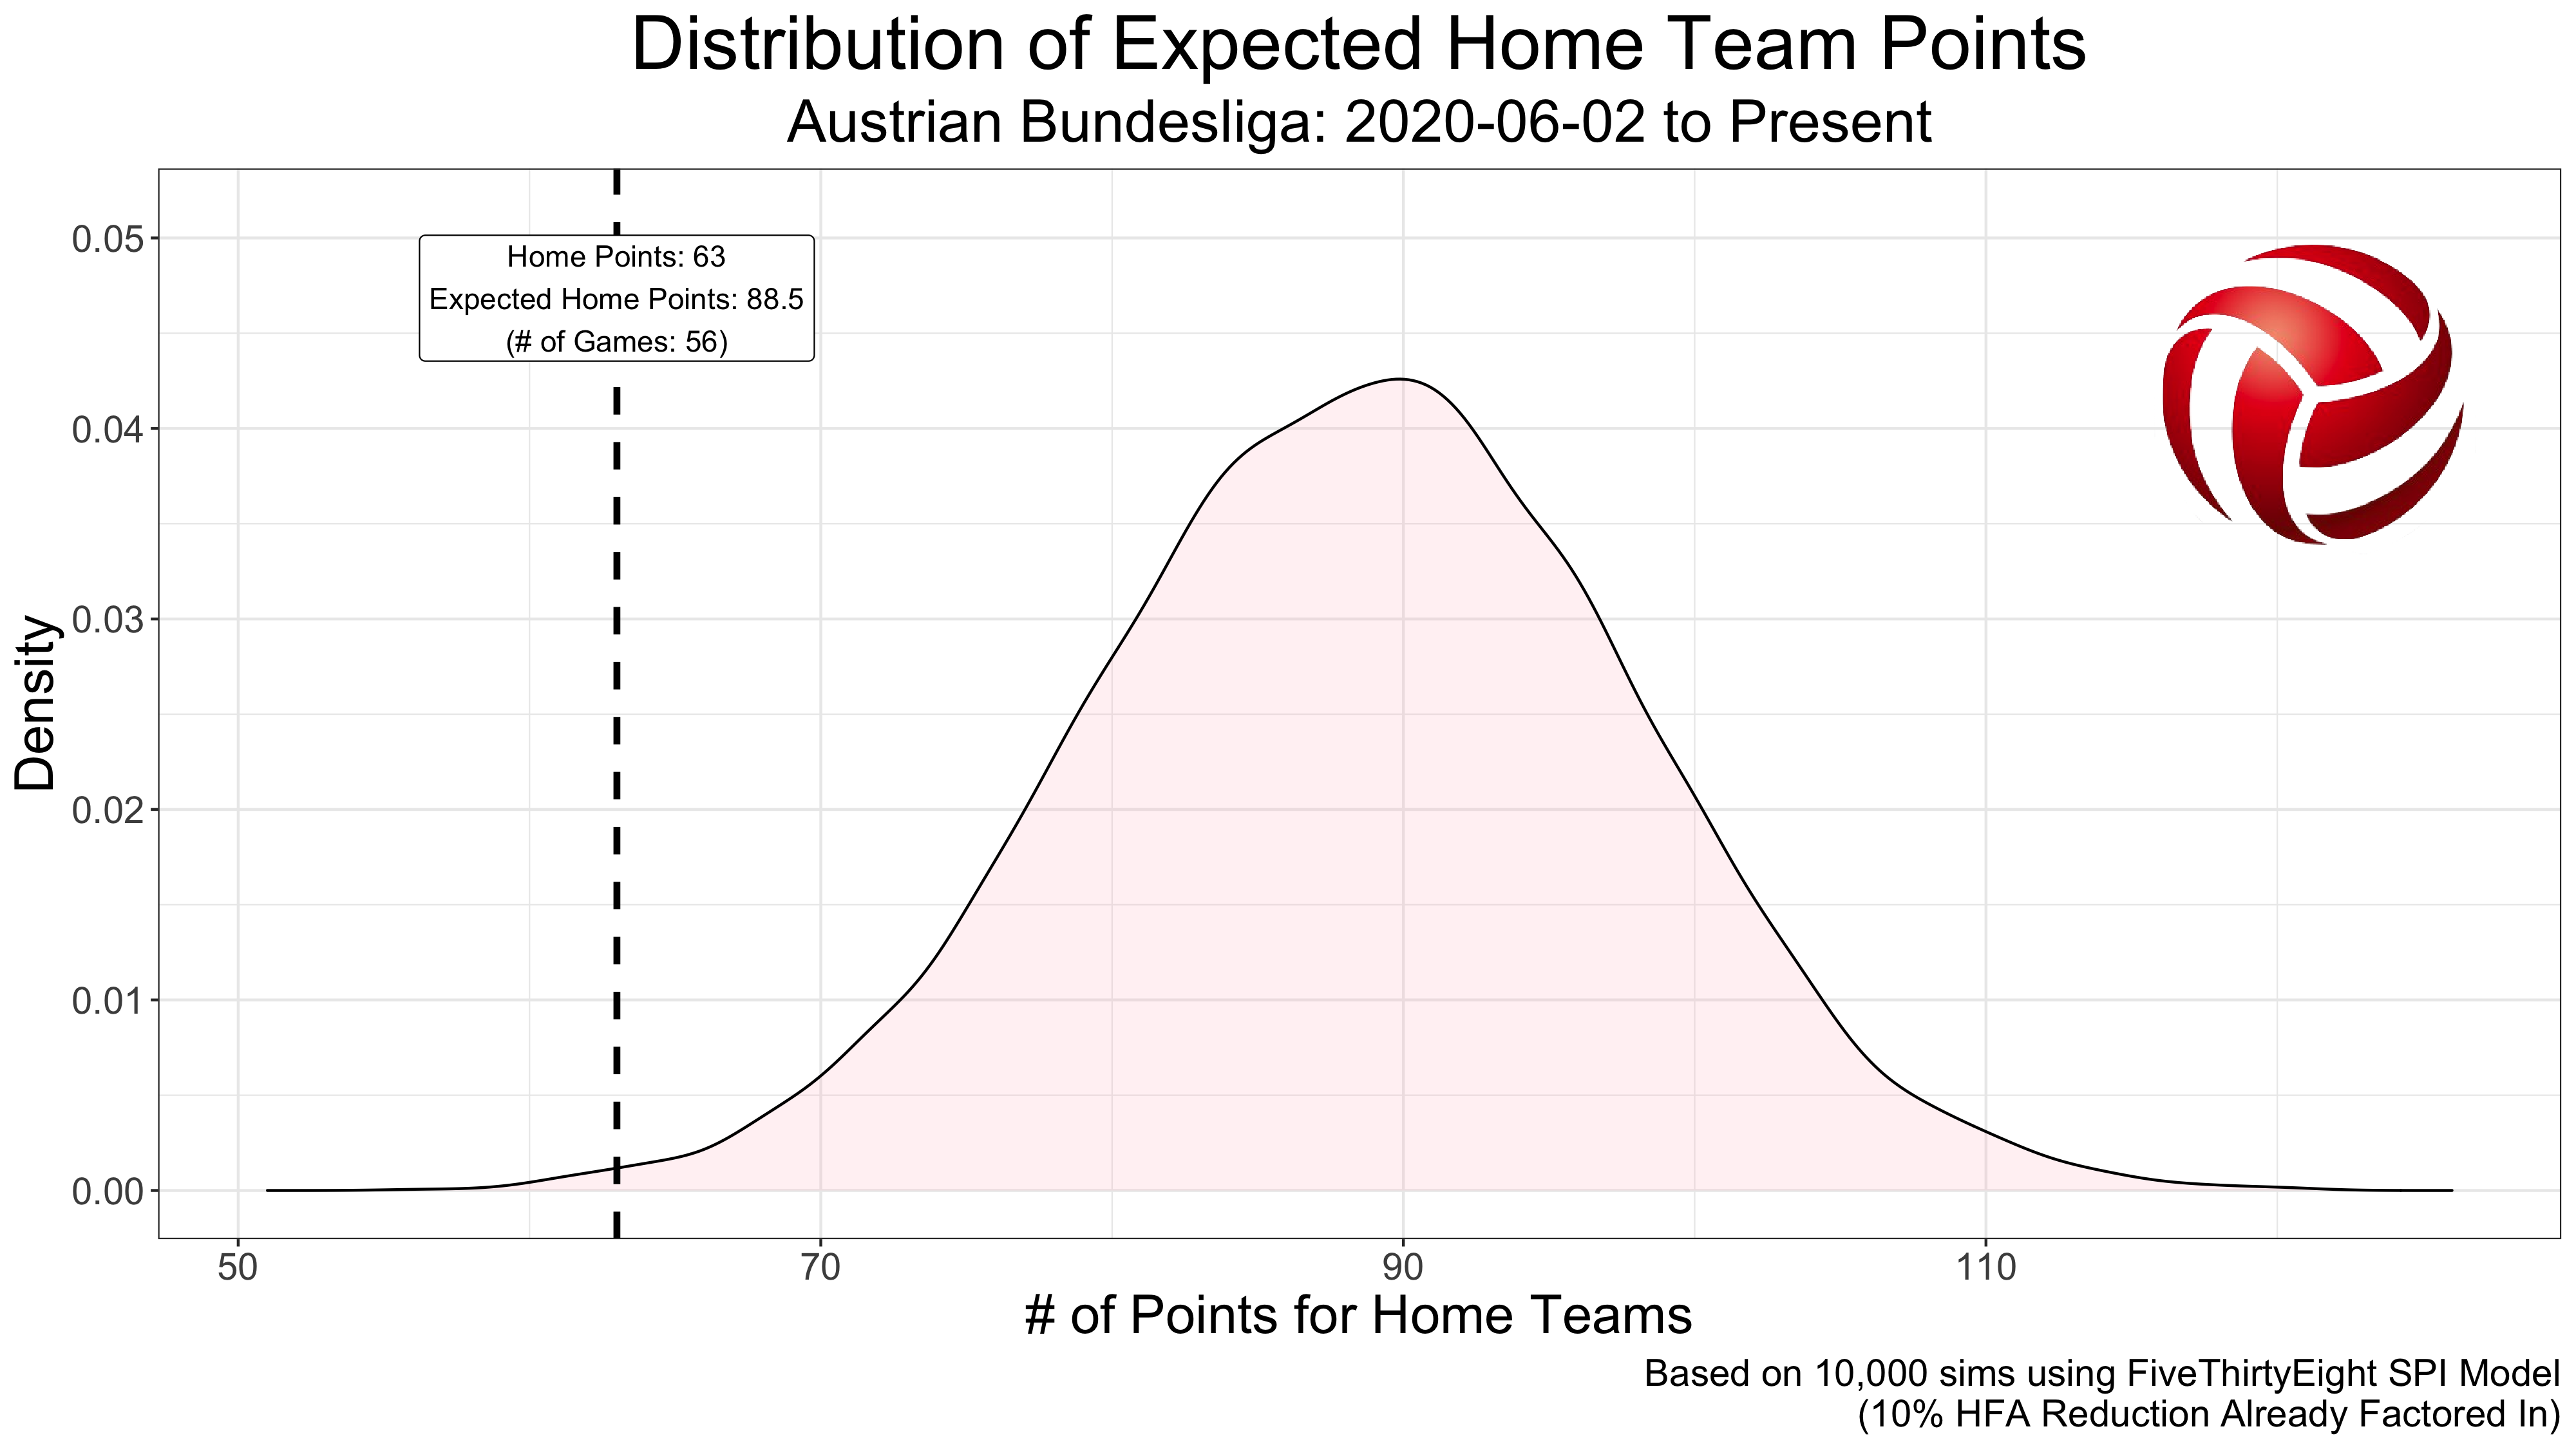 Distribution of Expected Home Team Points
Austrian Bundesliga: 2020-06-02 to Present
Home Points: 63
Expected Home Points: 88.5
(# of Games: 56)
Density
0.05
0.04
0.03
0.02
0.01
0.00
50 70 90 110
# of Points for Home Teams
Based on 10,000 sims using FiveThirtyEight SPI Model
(10% HFA Reduction Already Factored In)